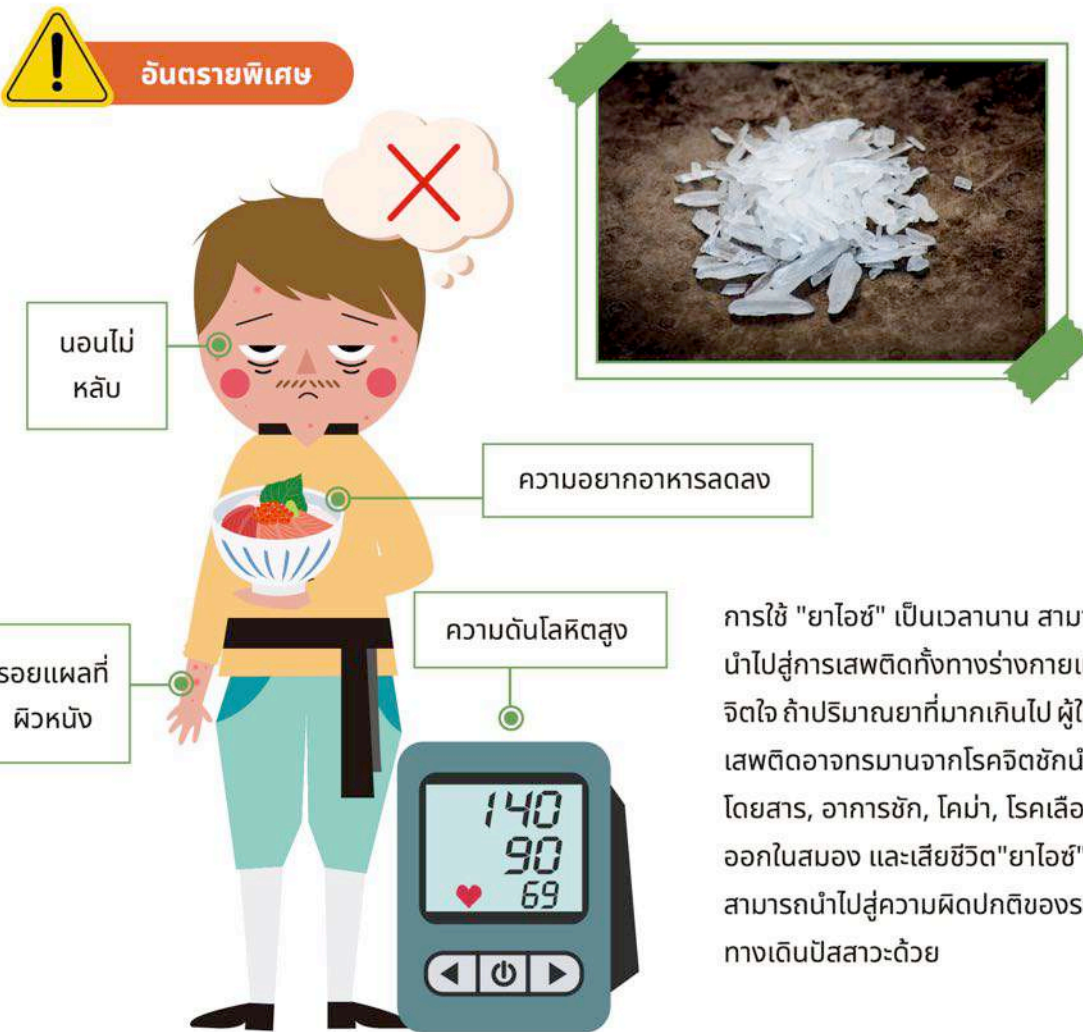 อันตรายพิเศษ
นอนไม่
หลับ
ความอยากอาหารลดลง
ความดันโลหิตสูง
รอยแผลที่
ผิวหนัง
140
90
69
การใช้ "ยาไอซ์" เป็นเวลานาน
นำไปสู่การเสพติดทั้งทางร่างกาย
จิตใจ ถ้าปริมาณยาที่มากเกินไป
เสพติดอาจทรมานจากโรคจิตชักนำ
โดยสาร, อาการชัก, โคม่า,
ออกในสมอง และเสียชีวิต"ยาไอซ์"
สามารถนำไปสู่ความผิดปกติของ
ทางเดินปัสสาวะด้วย